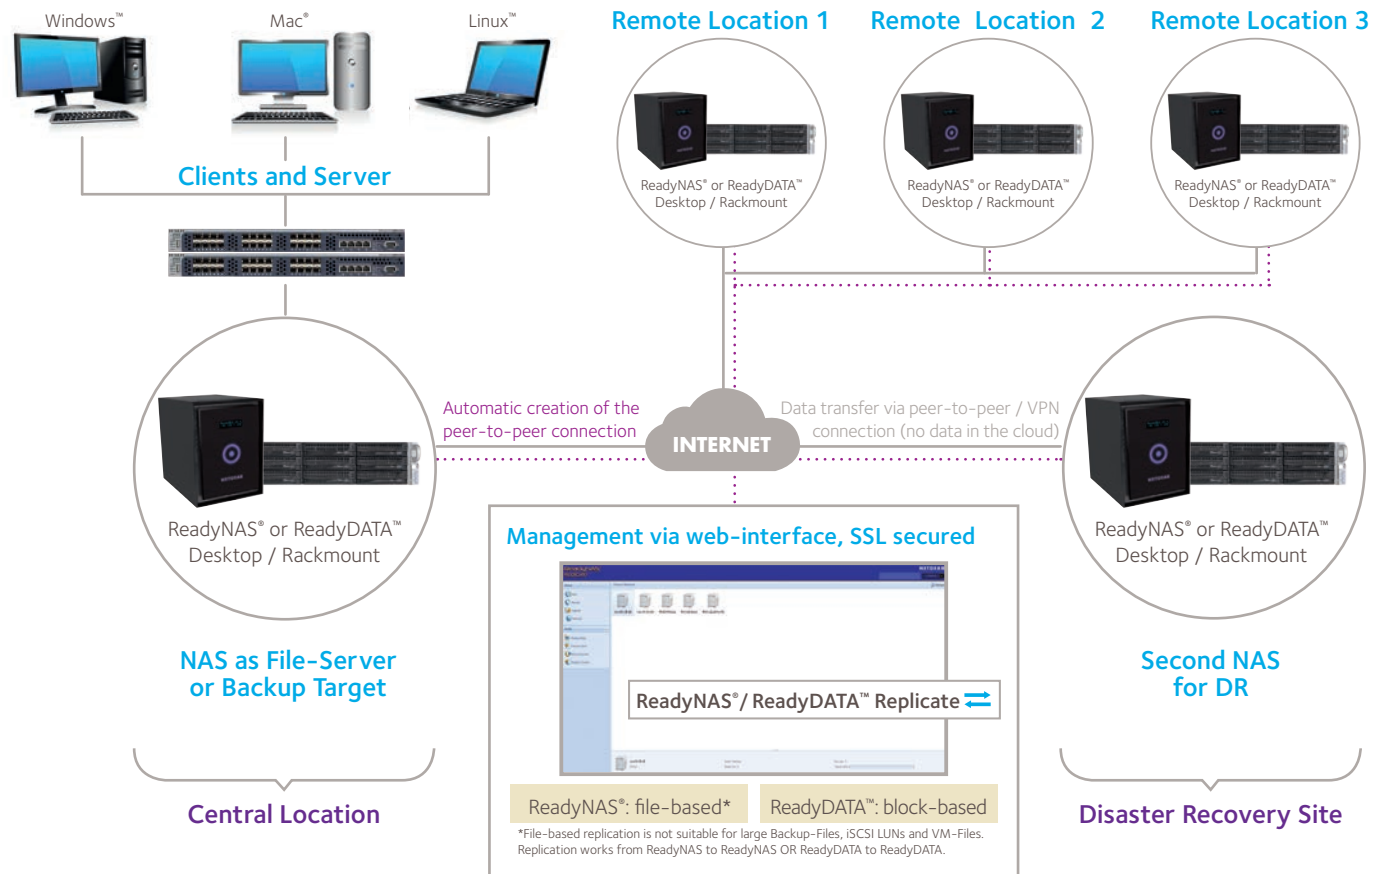 Windows™
Mac®
Linux™
Clients and Server
Remote Location 1
Remote Location 2
Remote Location 3
ReadyNAS® or ReadyDATA™
Desktop / Rackmount
ReadyNAS® or ReadyDATA™
Desktop / Rackmount
ReadyNAS® or ReadyDATA™
Desktop / Rackmount
Automatic creation of the
peer-to-peer connection
INTERNET
Data transfer via peer-to-peer / VPN
connection (no data in the cloud)
NETGEAR
ReadyNAS® or ReadyDATA™
Desktop / Rackmount
NAS as File-Server
or Backup Target
Central Location
Management via web-interface, SSL secured
NETGEAR
ReadyNAS®/ ReadyDATA™ Replicate
ReadyNAS®: file-based*
ReadyDATA™: block-based
*File-based replication is not suitable for large Backup-Files, iSCSI LUNs and VM-Files.
Replication works from ReadyNAS to ReadyNAS OR ReadyDATA to ReadyDATA.
NETGEAR
ReadyNAS® or ReadyDATA™
Desktop / Rackmount
Second NAS
for DR
Disaster Recovery Site